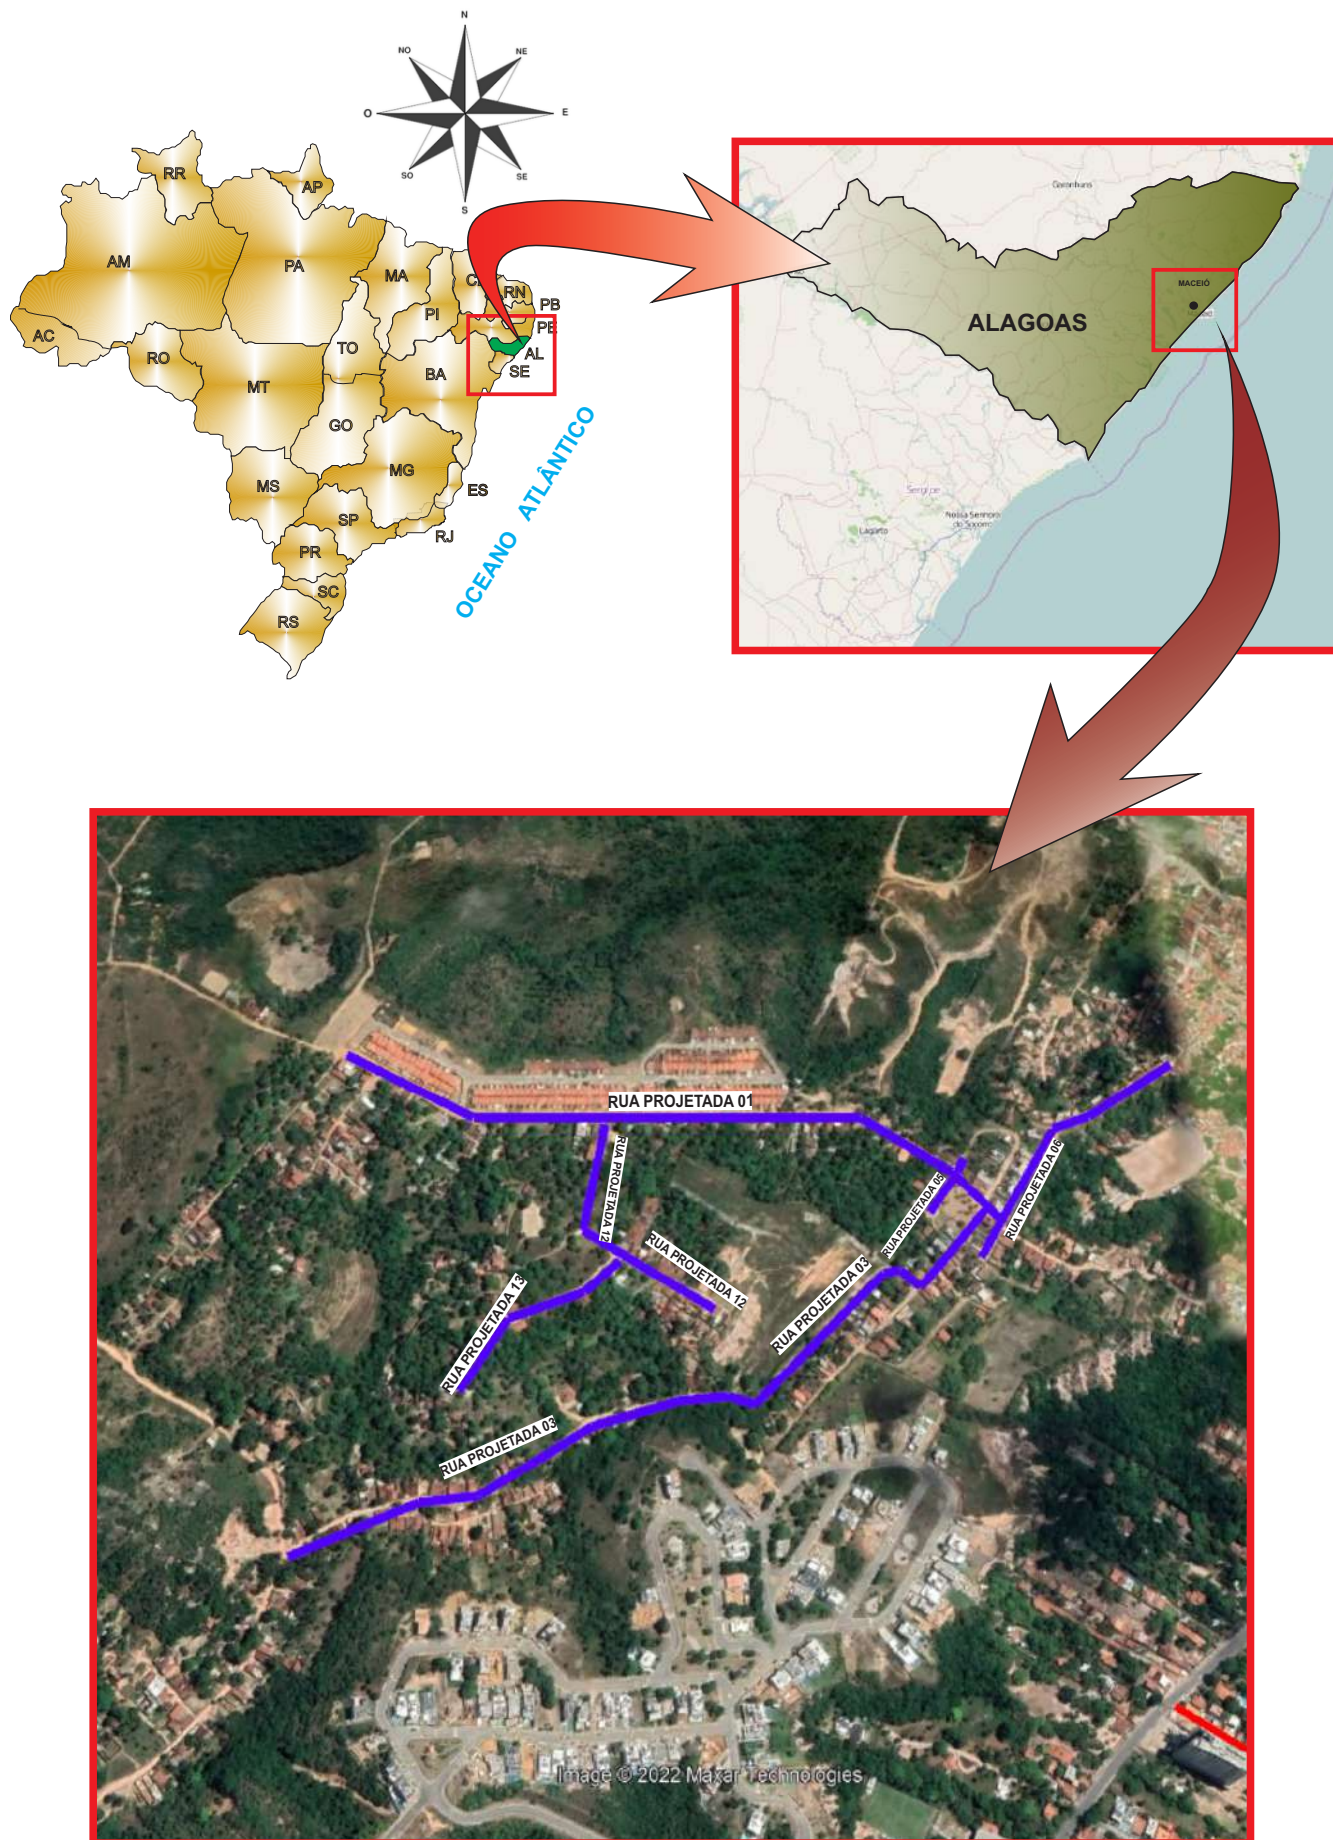 N
NO
NE
O
E
SO
SE
S
RR
AP
AM
PA
MA
RN
PB
PI
PE
AC
RO
TO
AL
SE
MT
BA
GO
MG
MS
ES
SP
RJ
PR
SC
RS
OCEANO ATLÂNTICO
Garanhuns
MACEIÓ
ALAGOAS
Sergipe
Nossa Senhora
do Socorro
Lagarto
RUA PROJETADA 01
RUA PROJETADA 12
RUA PROJETADA 12
RUA PROJETADA 05
RUA PROJETADA 06
RUA PROJETADA 03
RUA PROJETADA 13
RUA PROJETADA 03
Image © 2022 Maxar Technologies